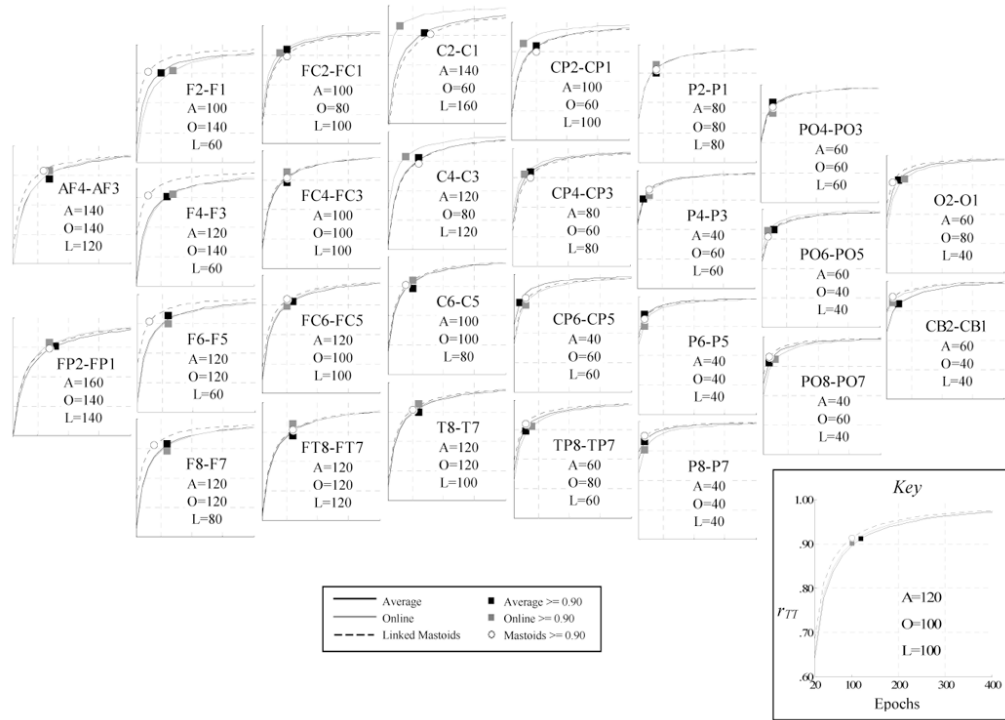 F2-F1
A=100
O=140
L=60
FC2-FC1
A=100
O=80
L=100
C2-C1
A=140
O=60
L=160
CP2-CP1
A=100
O=60
L=100
P2-P1
A=80
O=80
L=80
PO4-PO3
A=60
O=60
L=60
AF4-AF3
A=140
O=140
L=120
F4-F3
A=120
O=140
L=60
FC4-FC3
A=100
O=100
L=100
C4-C3
A=120
O=80
L=120
CP4-CP3
A=80
O=60
L=80
P4-P3
A=40
O=60
L=60
PO6-PO5
A=60
O=40
L=40
O2-O1
A=60
O=80
L=40
FP2-FP1
A=160
O=140
L=140
F6-F5
A=120
O=120
L=60
FC6-FC5
A=120
O=100
L=100
C6-C5
A=100
O=100
L=80
CP6-CP5
A=40
O=60
L=60
P6-P5
A=40
O=40
L=40
PO8-PO7
A=40
O=60
L=40
CB2-CB1
A=60
O=40
L=40
F8-F7
A=120
O=120
L=80
FT8-FT7
A=120
O=120
L=120
T8-T7
A=120
O=120
L=100
TP8-TP7
A=60
O=80
L=60
P8-P7
A=40
O=40
L=40
Average
Online
Linked Mastoids
Average >= 0.90
Online >= 0.90
Mastoids >= 0.90
Key
1.00
.90
.80
.70
.60
rTT
A=120
O=100
L=100
20 100 200 300 400
Epochs